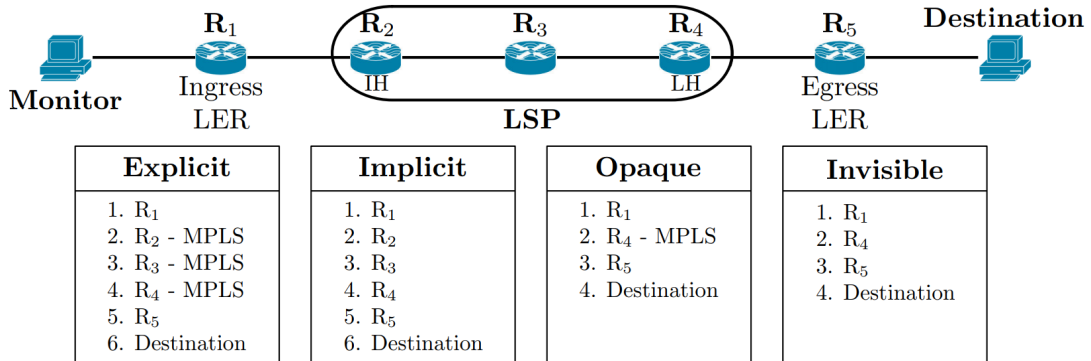 Destination
R₁ R₂ R₃ R₄ R₅
Monitor
Ingress
LER
IH
LH
LSP
Egress
LER
Explicit
1. R₁
2. R₂ - MPLS
3. R₃ - MPLS
4. R₄ - MPLS
5. R₅
6. Destination
Implicit
1. R₁
2. R₂
3. R₃
4. R₄
5. R₅
6. Destination
Opaque
1. R₁
2. R₄ - MPLS
3. R₅
4. Destination
Invisible
1. R₁
2. R₄
3. R₅
4. Destination